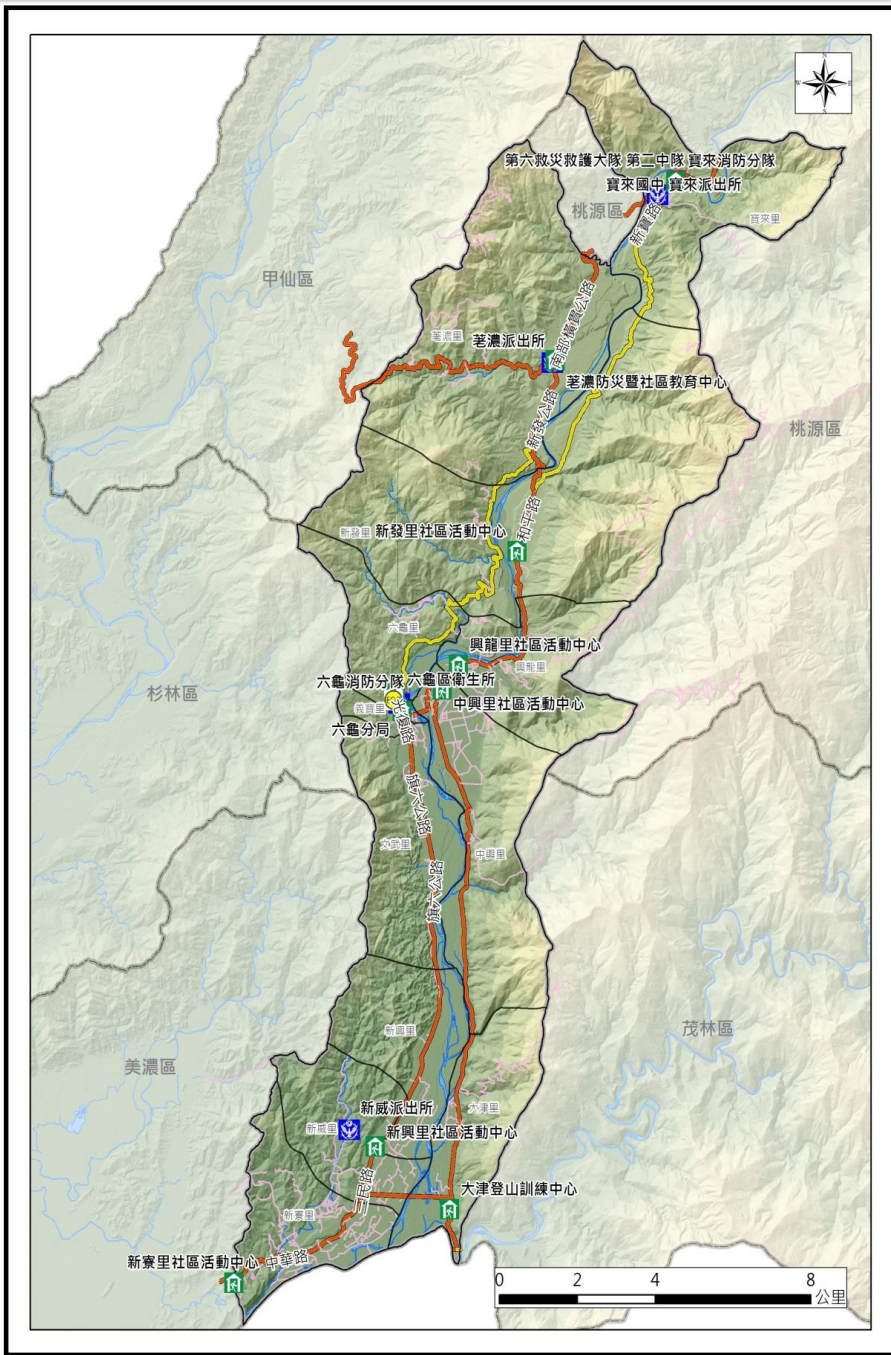 第六救災救護大隊 第二中隊 寶來消防分隊
寶來國中 寶來派出所
桃源區
寶來里
新寶路
甲仙區
南部橫貫公路
荖濃里
荖濃派出所
荖濃防災暨社區教育中心
桃源區
新發公路
新發里
新發里社區活動中心
和平路
六龜里
興龍里社區活動中心
興龍里
六龜消防分隊 六龜區衛生所
杉林區
義寶里
中興里社區活動中心
光復路
六龜分局
旗六公路
文武里
中興里
旗六公路
新興里
茂林區
美濃區
大津里
新威派出所
新威里
新興里社區活動中心
三民路
大津登山訓練中心
新寮里
新寮里社區活動中心
中華路
0 2 4 8
公里